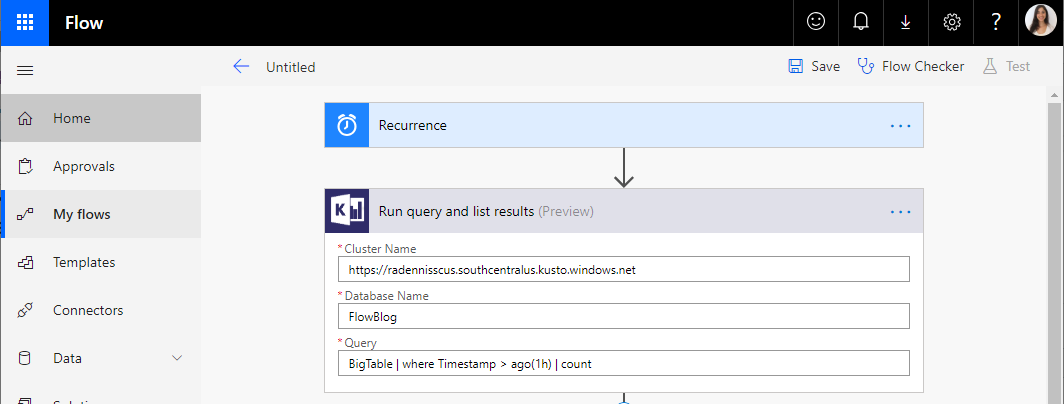 Flow
?
Untitled
Save
Flow Checker
Test
Home
Approvals
My flows
Templates
Connectors
Data
Recurrence
...
K
Run query and list results (Preview)
...
* Cluster Name
https://radennisscus.southcentralus.kusto.windows.net
* Database Name
FlowBlog
* Query
BigTable | where Timestamp > ago(1h) | count